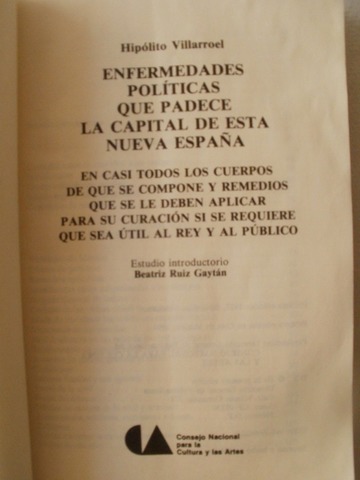 Hipólito Villarroel
ENFERMEDADES
POLÍTICAS
QUE PADECE
LA CAPITAL DE ESTA
NUEVA ESPAÑA
EN CASI TODOS LOS CUERPOS
DE QUE SE COMPONE Y REMEDIOS
QUE SE LE DEBEN APLICAR
PARA SU CURACIÓN SI SE REQUIERE
QUE SEA ÚTIL AL REY Y AL PÚBLICO
Estudio introductorio
Beatriz Ruiz Gaytán
CA
Consejo Nacional
para la
Cultura y las Artes